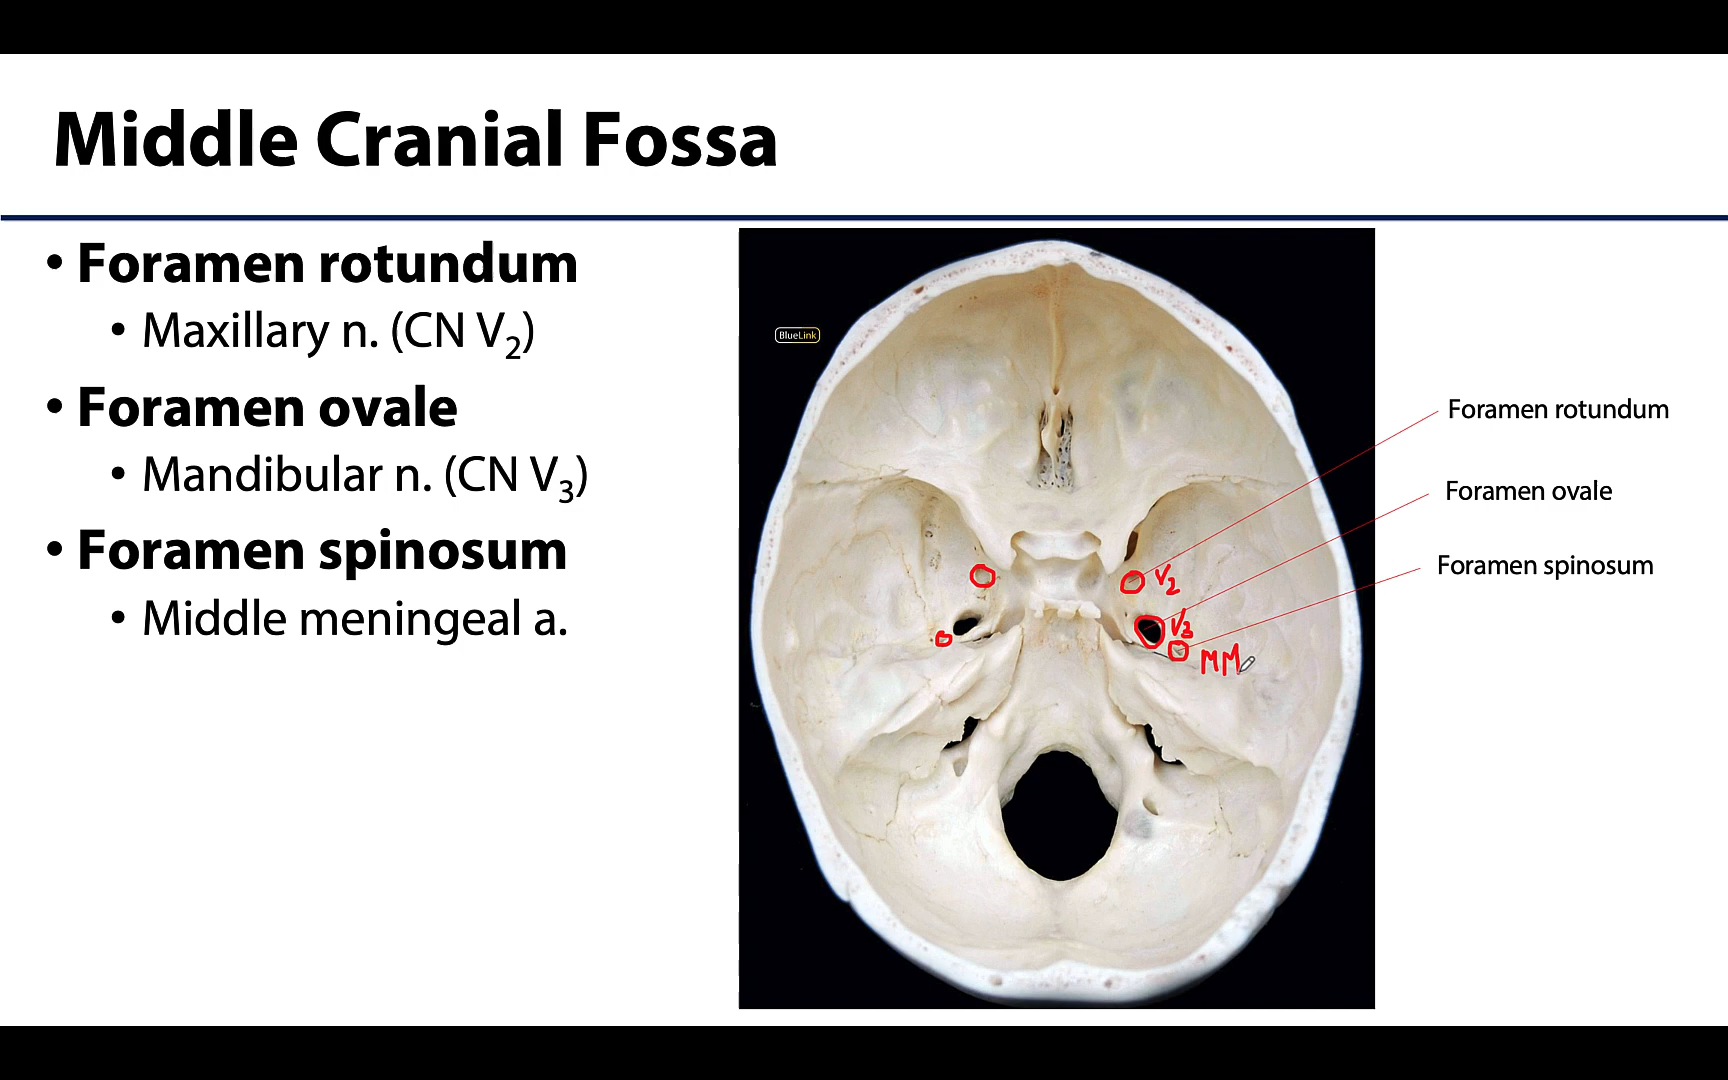 Middle Cranial Fossa
• Foramen rotundum
• Maxillary n. (CN V₂)
• Foramen ovale
• Mandibular n. (CN V₃)
• Foramen spinosum
• Middle meningeal a.
BlueLink
Foramen rotundum
Foramen ovale
Foramen spinosum
V₂
V₃
MM